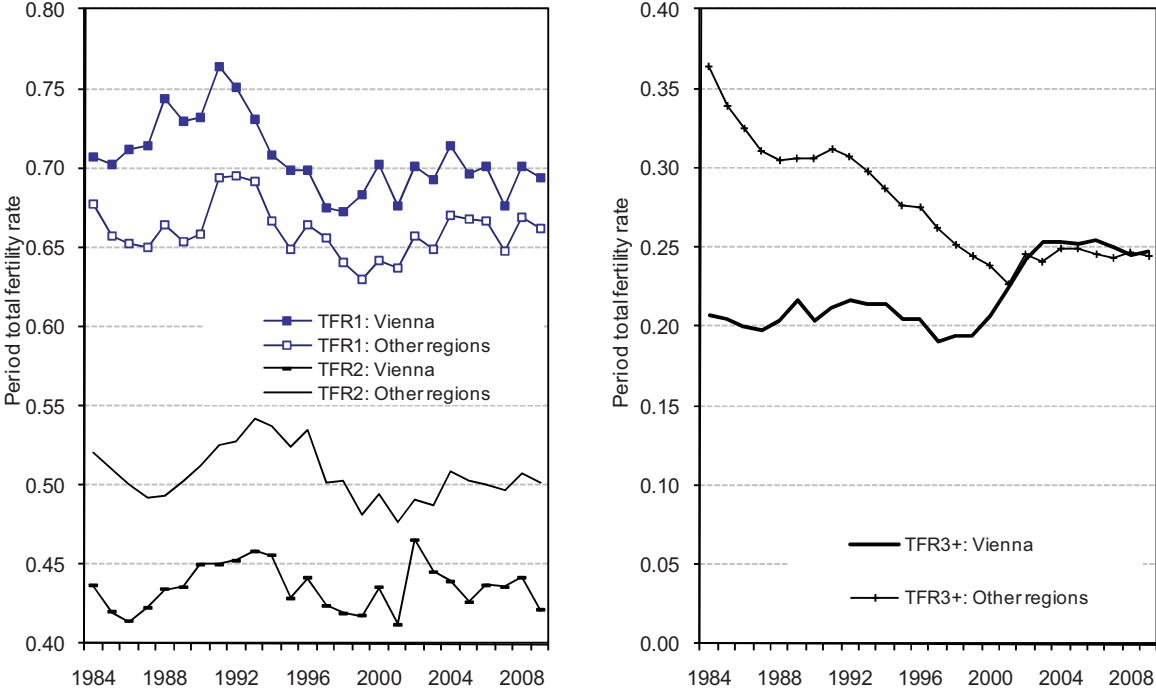 Period total fertility rate
0.80
0.75
0.70
0.65
0.60
0.55
0.50
0.45
0.40
TFR1: Vienna
TFR1: Other regions
TFR2: Vienna
TFR2: Other regions
1984 1988 1992 1996 2000 2004 2008
Period total fertility rate
0.40
0.35
0.30
0.25
0.20
0.15
0.10
0.05
0.00
TFR3+: Vienna
TFR3+: Other regions
1984 1988 1992 1996 2000 2004 2008